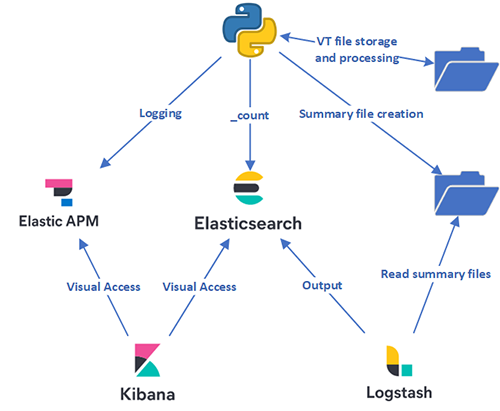 VT file storage
and processing
Logging
_count
Summary file creation
Elastic APM
Elasticsearch
Visual Access
Visual Access
Output
Read summary files
Kibana
Logstash